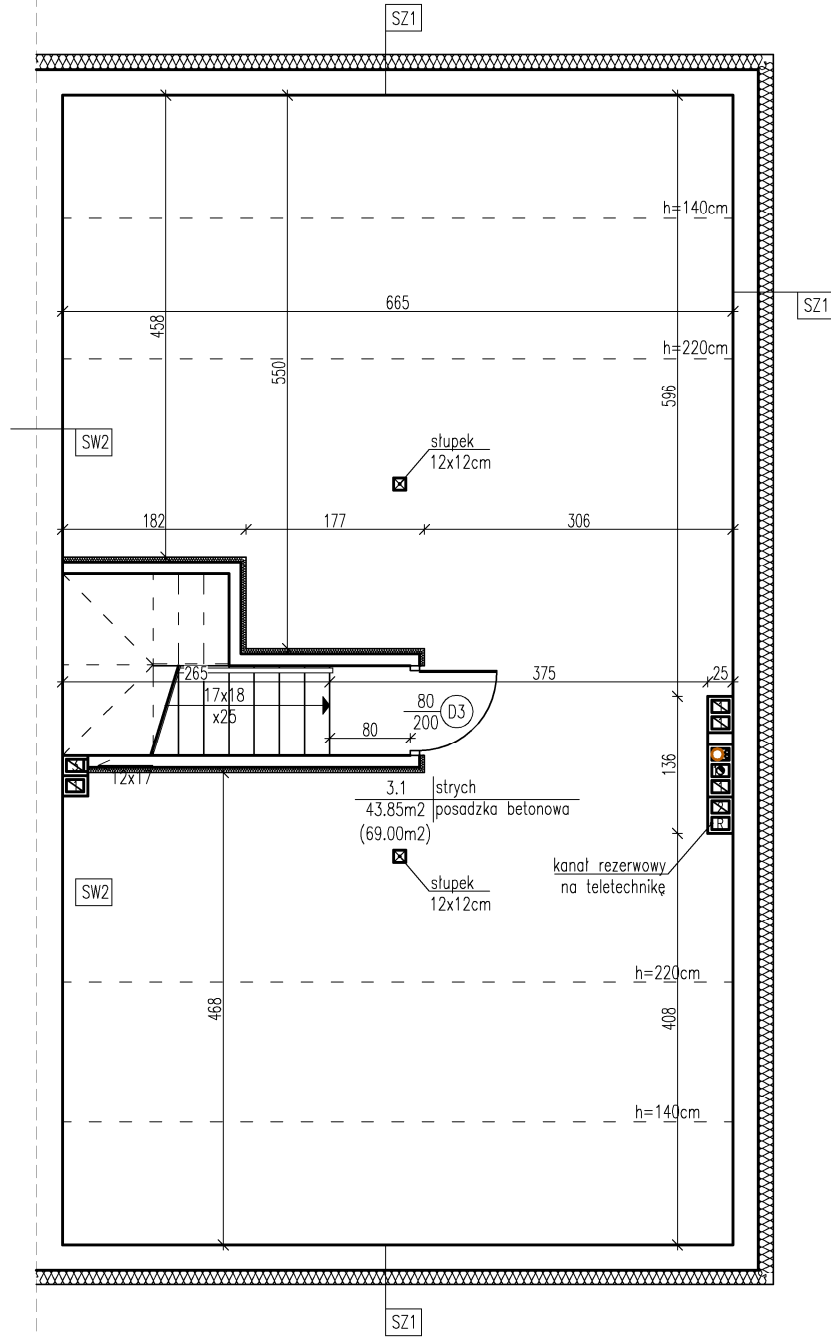 SZ1
h=140cm
665
SZ1
458
h=220cm
550
596
SW2
słupek
12x12cm
182
177
306
265
375
25
17x18
x25
80
200
D3
80
136
12x17
3.1 strych
43.85m2 posadzka betonowa
(69.00m2)
kanał rezerwowy
na teletechnikę
R
słupek
12x12cm
SW2
h=220cm
468
408
h=140cm
SZ1